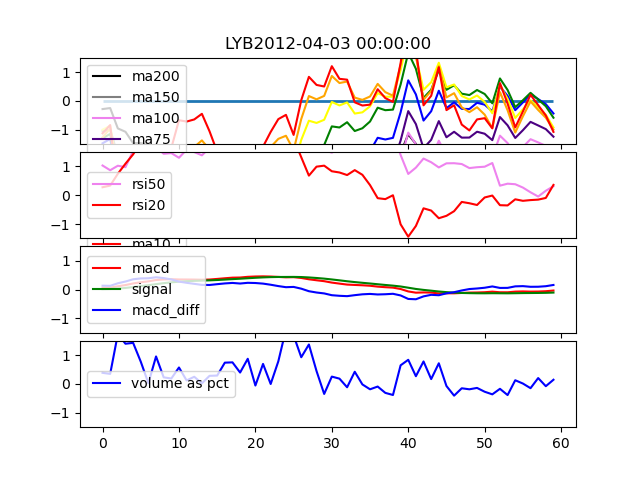 LYB2012-04-03 00:00:00
1
0
−1
ma200
ma150
ma100
ma75
1
0
−1
rsi50
rsi20
ma10
1
0
−1
macd
signal
macd_diff
1
0
−1
volume as pct
0 10 20 30 40 50 60